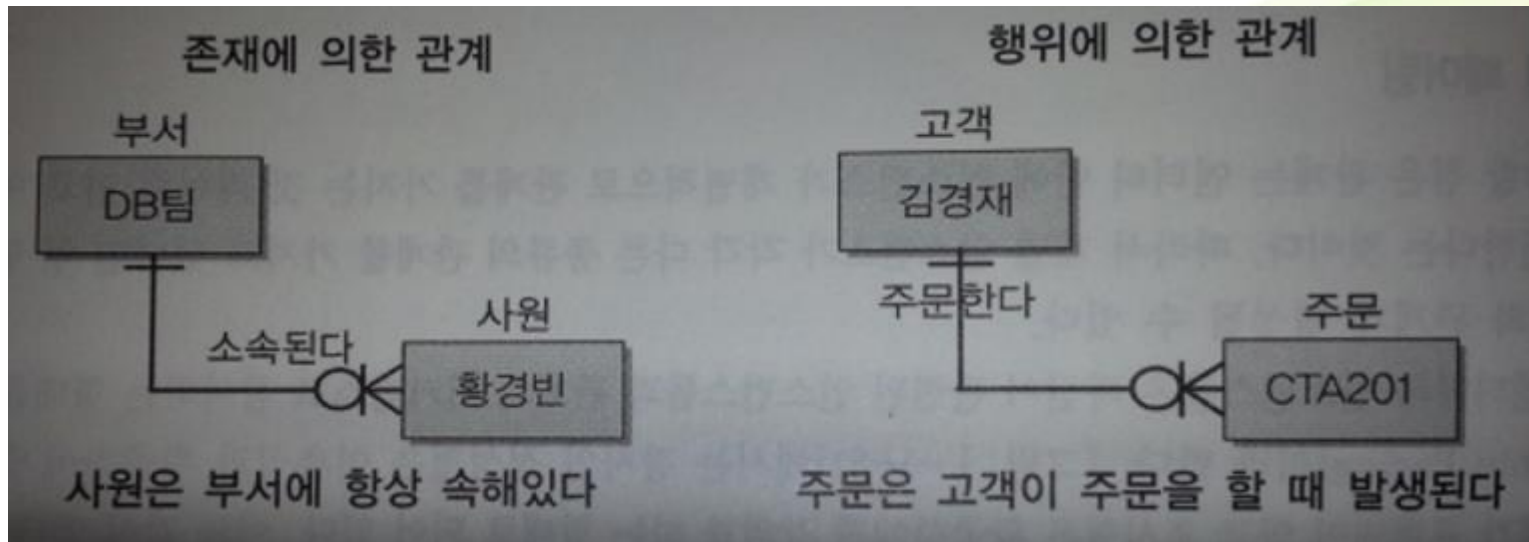 존재에 의한 관계
부서
DB팀
소속된다
사원
황경빈
사원은 부서에 항상 속해있다
행위에 의한 관계
고객
김경재
주문한다
주문
CTA201
주문은 고객이 주문을 할 때 발생된다